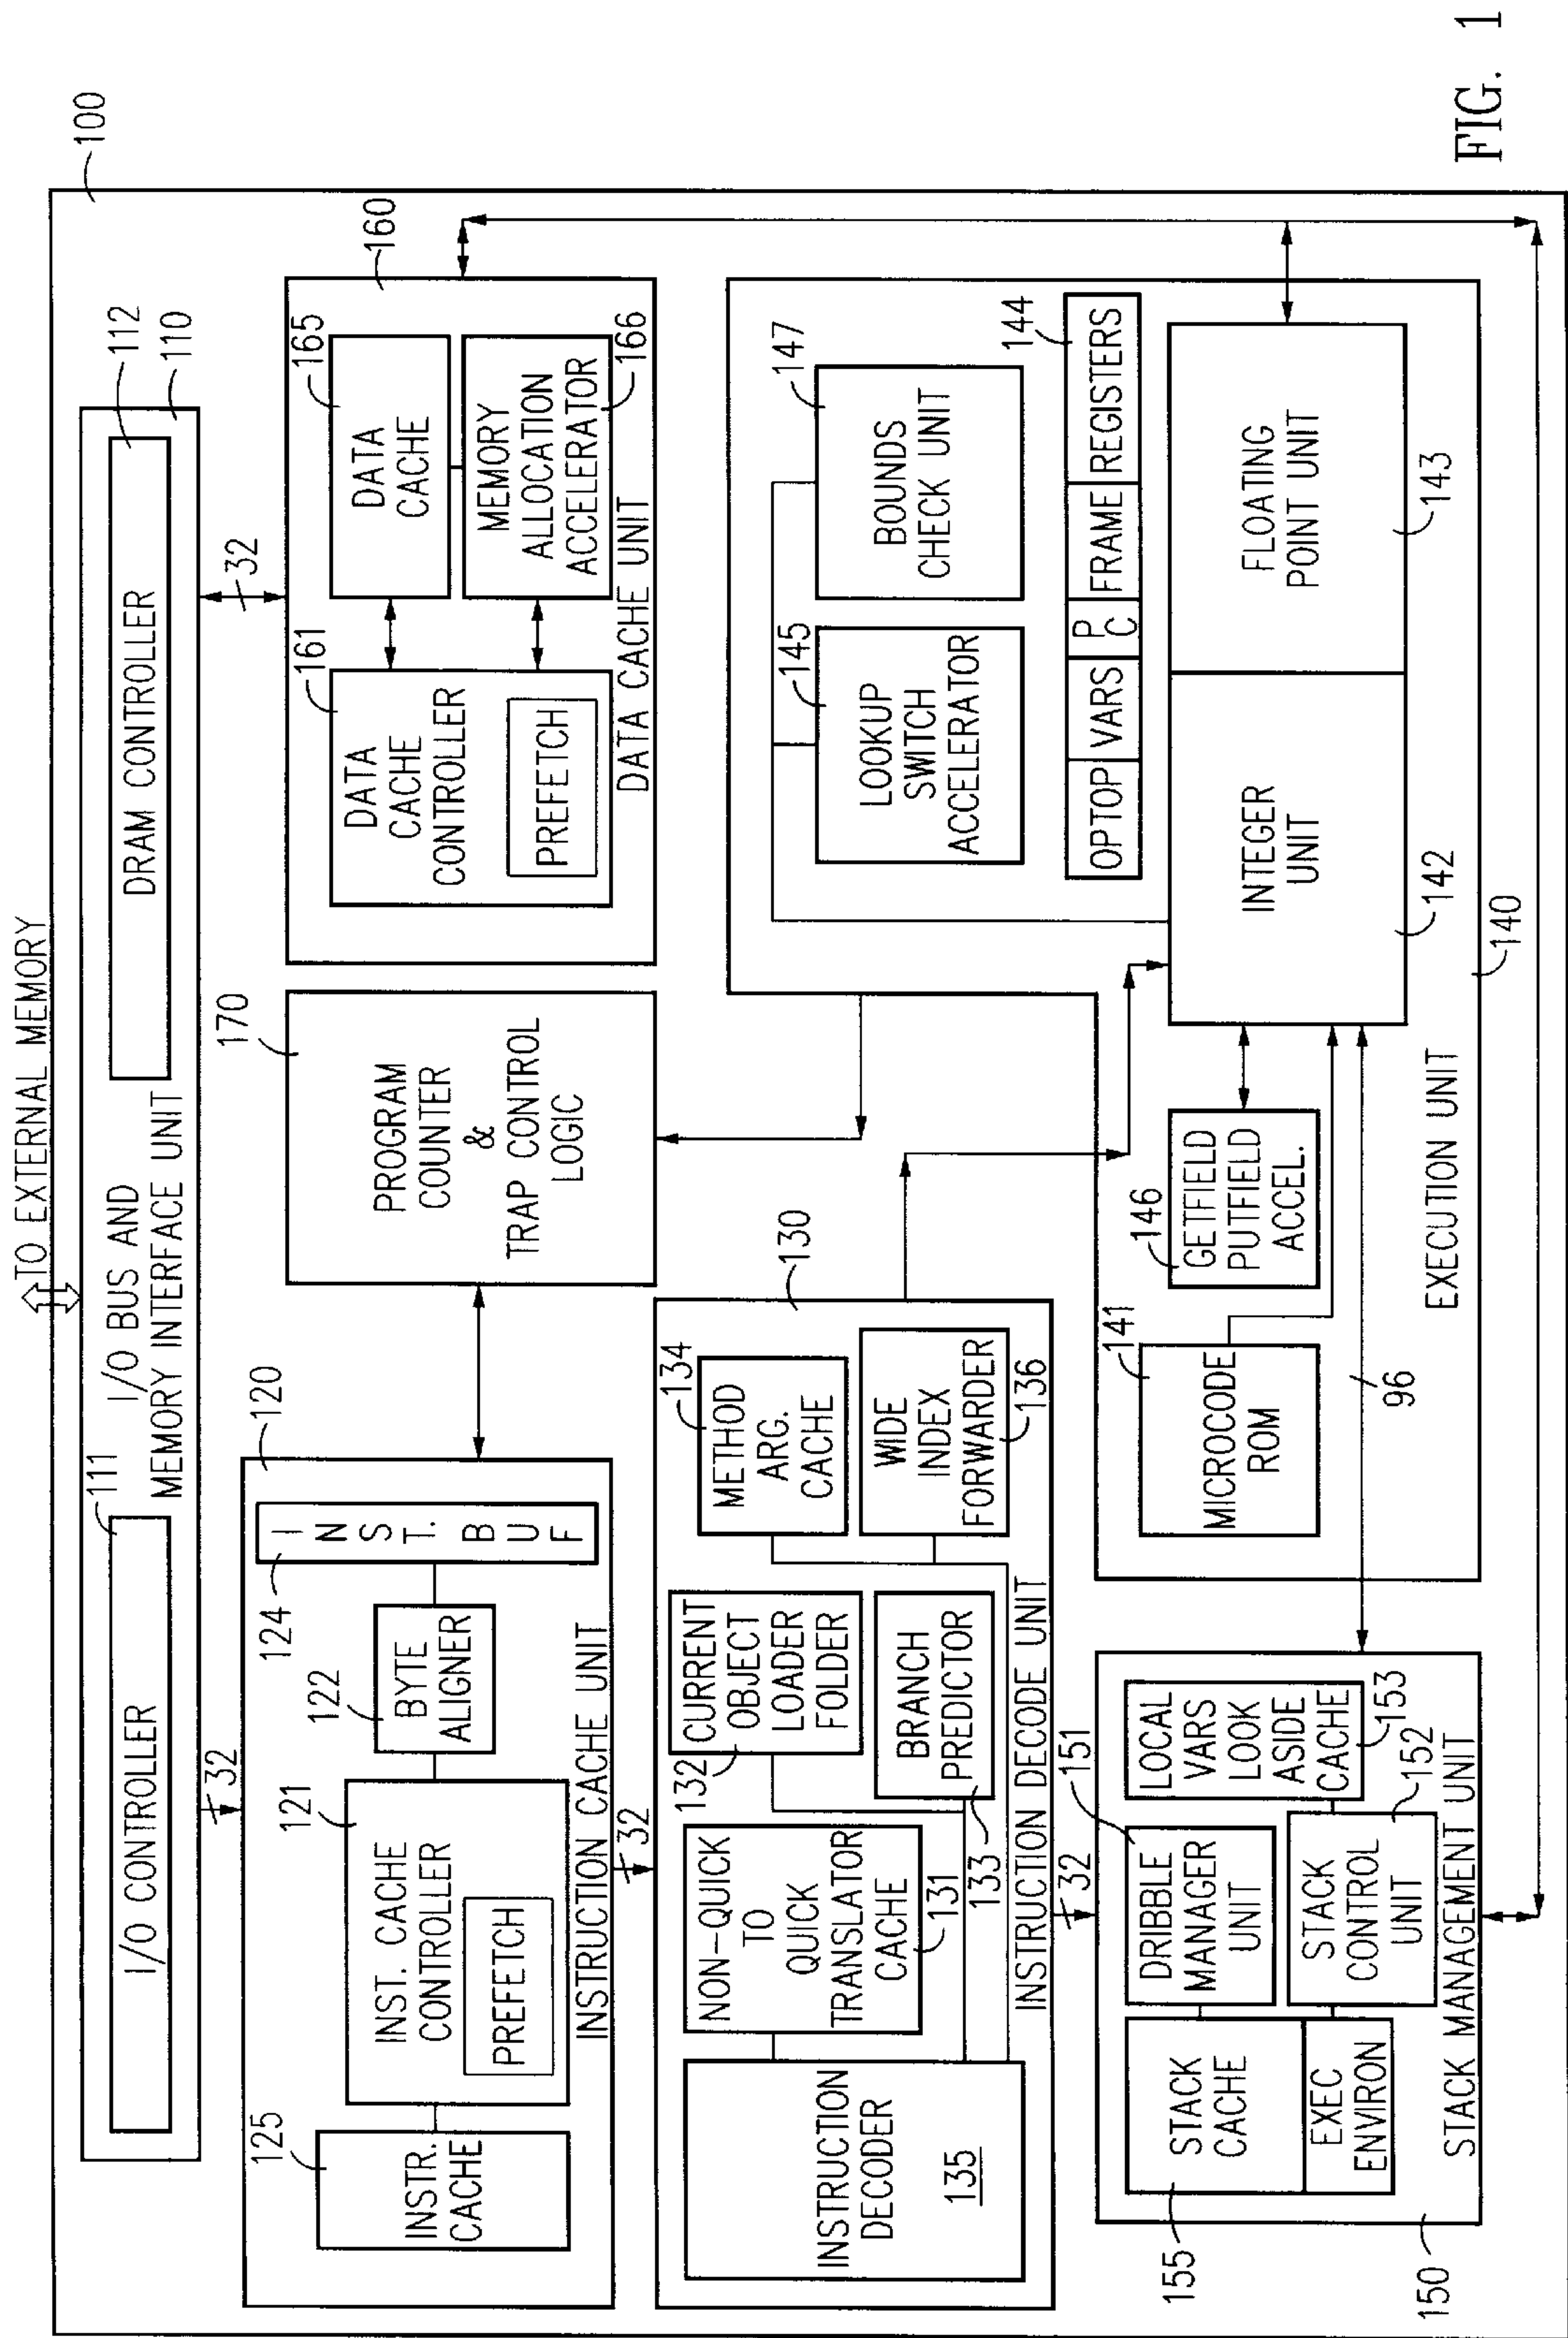 TO EXTERNAL MEMORY
100
I/O CONTROLLER
111
I/O BUS AND
MEMORY INTERFACE UNIT
DRAM CONTROLLER
112
110
32
32
120
125
INSTR.
CACHE
121
INST. CACHE
CONTROLLER
PREFETCH
122
BYTE
ALIGNER
124
INST. BUF
INSTRUCTION CACHE UNIT
170
PROGRAM
COUNTER
&
TRAP CONTROL
LOGIC
160
161
DATA
CACHE
CONTROLLER
PREFETCH
165
DATA
CACHE
MEMORY
ALLOCATION
ACCELERATOR
166
DATA CACHE UNIT
32
130
INSTRUCTION
DECODER
135
NON-QUICK
TO
QUICK
TRANSLATOR
CACHE
131
132
CURRENT
OBJECT
LOADER
FOLDER
BRANCH
PREDICTOR
133
134
METHOD
ARG.
CACHE
WIDE
INDEX
FORWARDER
136
INSTRUCTION DECODE UNIT
32
145
LOOKUP
SWITCH
ACCELERATOR
147
BOUNDS
CHECK UNIT
144
OPTOP
VARS
PC
FRAME
REGISTERS
141
MICROCODE
ROM
146
GETFIELD
PUTFIELD
ACCEL.
INTEGER
UNIT
142
FLOATING
POINT UNIT
143
EXECUTION UNIT
140
96
155
STACK
CACHE
EXEC
ENVIRON
151
DRIBBLE
MANAGER
UNIT
STACK
CONTROL
UNIT
152
LOCAL
VARS
LOOK
ASIDE
CACHE
153
STACK MANAGEMENT UNIT
150
FIG. 1